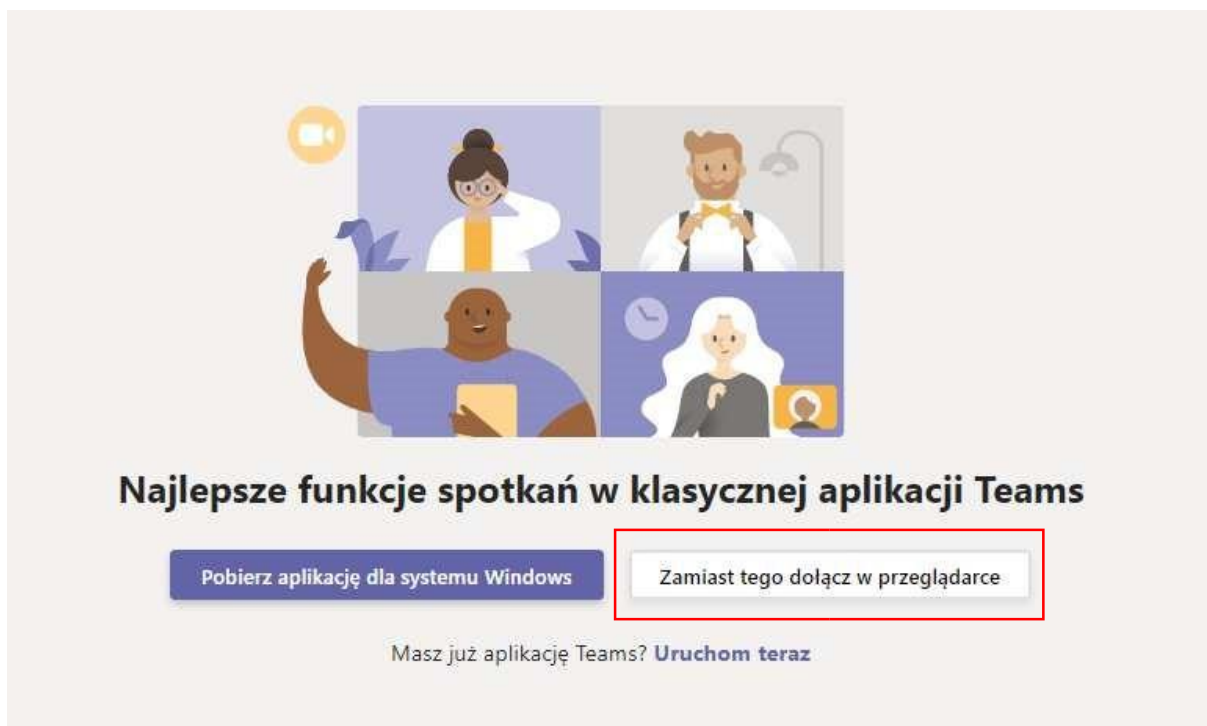 Najlepsze funkcje spotkań w klasycznej aplikacji Teams
Pobierz aplikację dla systemu Windows
Zamiast tego dołącz w przeglądarce
Masz już aplikację Teams? Uruchom teraz